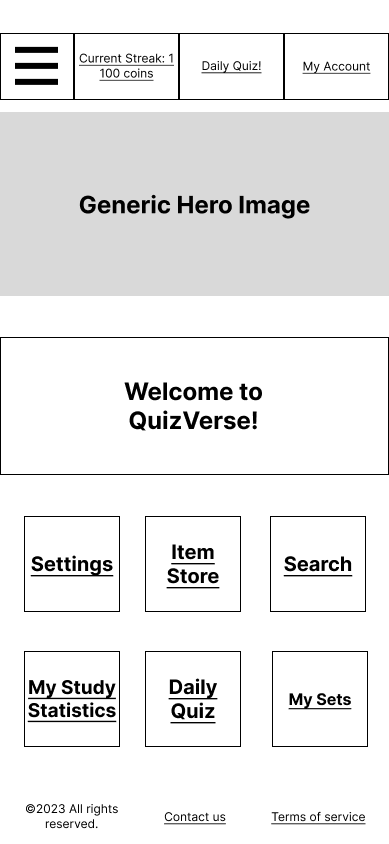 Current Streak: 1
100 coins
Daily Quiz!
My Account
Generic Hero Image
Welcome to
QuizVerse!
Settings
Item
Store
Search
My Study
Statistics
Daily
Quiz
My Sets
©2023 All rights
reserved.
Contact us
Terms of service